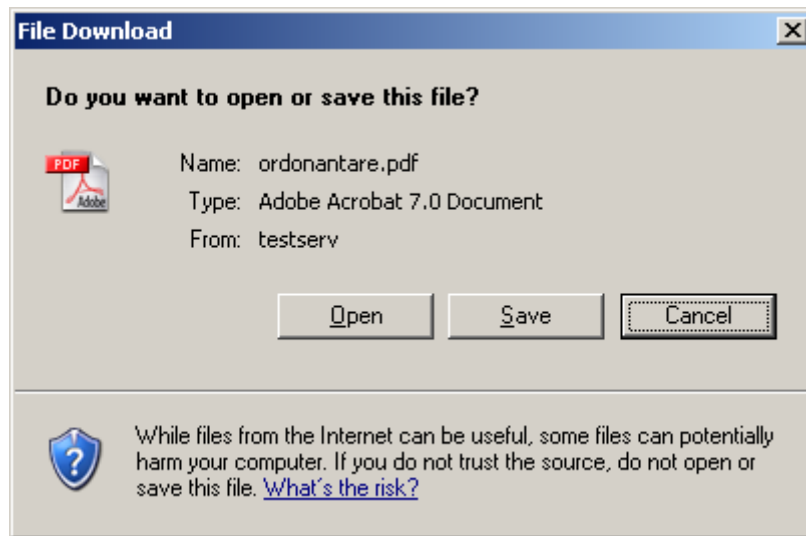 File Download
Do you want to open or save this file?
PDF
Adobe
Name: ordonantare.pdf
Type: Adobe Acrobat 7.0 Document
From: testserv
Open Save Cancel
While files from the Internet can be useful, some files can potentially
harm your computer. If you do not trust the source, do not open or
save this file. What's the risk?